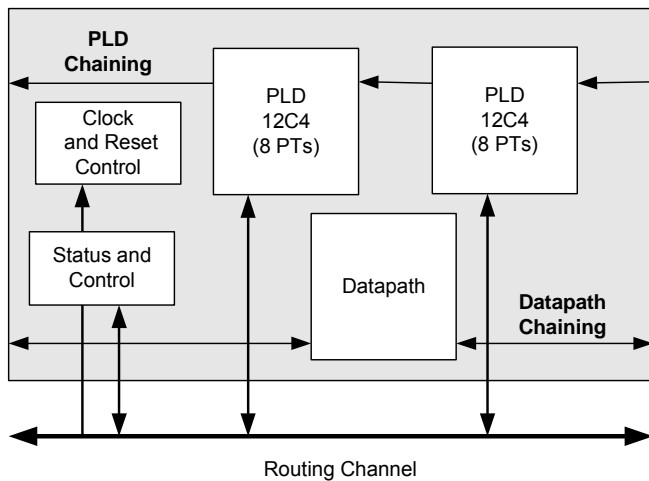 PLD
Chaining
PLD
12C4
(8 PTs)
PLD
12C4
(8 PTs)
Clock
and Reset
Control
Status and
Control
Datapath
Datapath
Chaining
Routing Channel